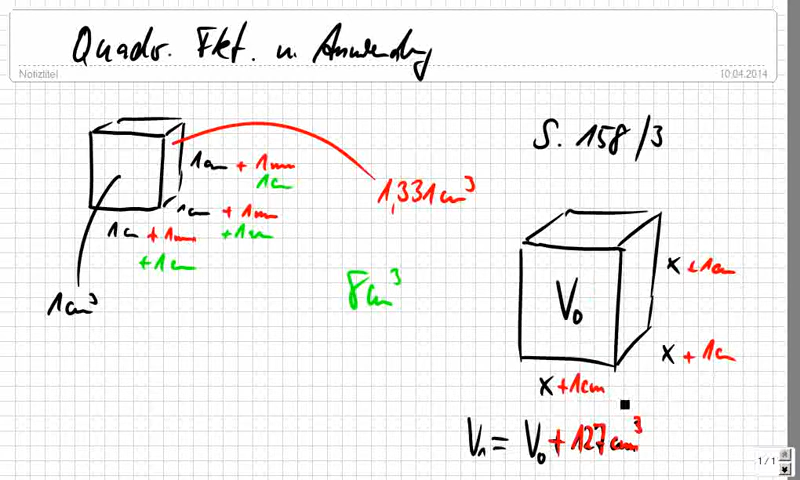 Quadr. Fkt. u. Anwendung
Notiztitel
10.04.2014
S. 158/3
1cm + 1mm
1cm
1,331cm³
1cm + 1mm
+1cm
1cm + 1mm
+1cm
1cm³
8cm³
x+1cm
V₀
x + 1cm
x+1cm
V₁ = V₀ + 127cm³
1/1